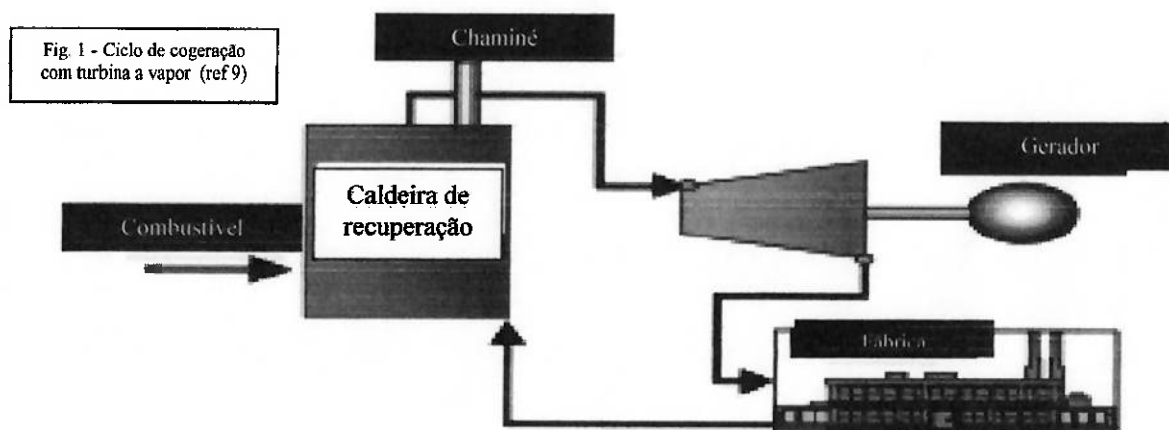 Fig. 1 - Ciclo de cogeração
com turbina a vapor (ref 9)
Chaminé
Gerador
Caldeira de
recuperação
Combustível
Fábrica